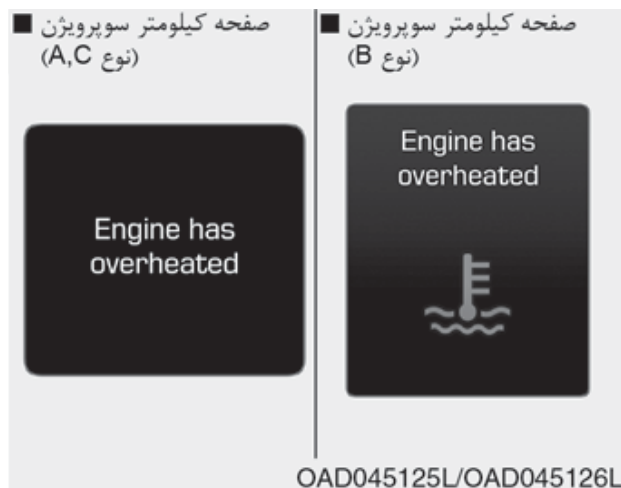 ■ صفحه کیلومتر سوپرویژن
(نوع A,C)
Engine has
overheated
■ صفحه کیلومتر سوپرویژن
(نوع B)
Engine has
overheated
OAD045125L/OAD045126L